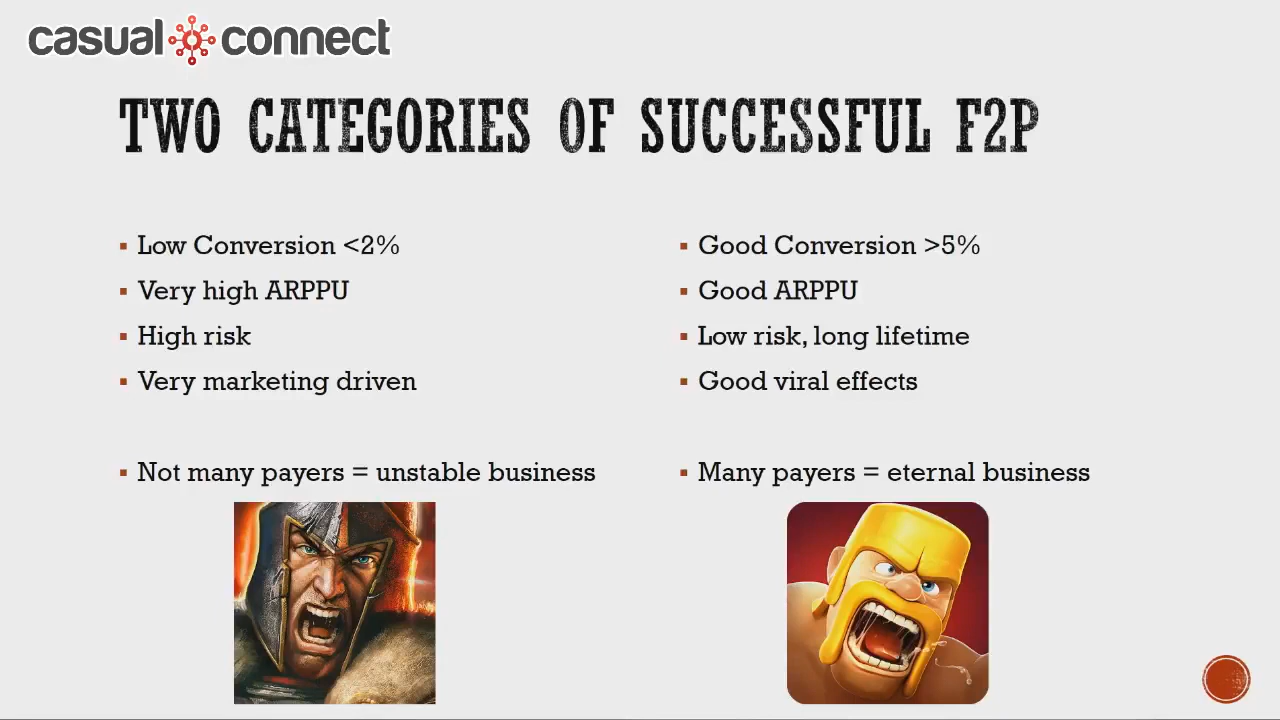 casual connect
TWO CATEGORIES OF SUCCESSFUL F2P
Low Conversion <2%
Very high ARPPU
High risk
Very marketing driven
Not many payers = unstable business
Good Conversion >5%
Good ARPPU
Low risk, long lifetime
Good viral effects
Many payers = eternal business